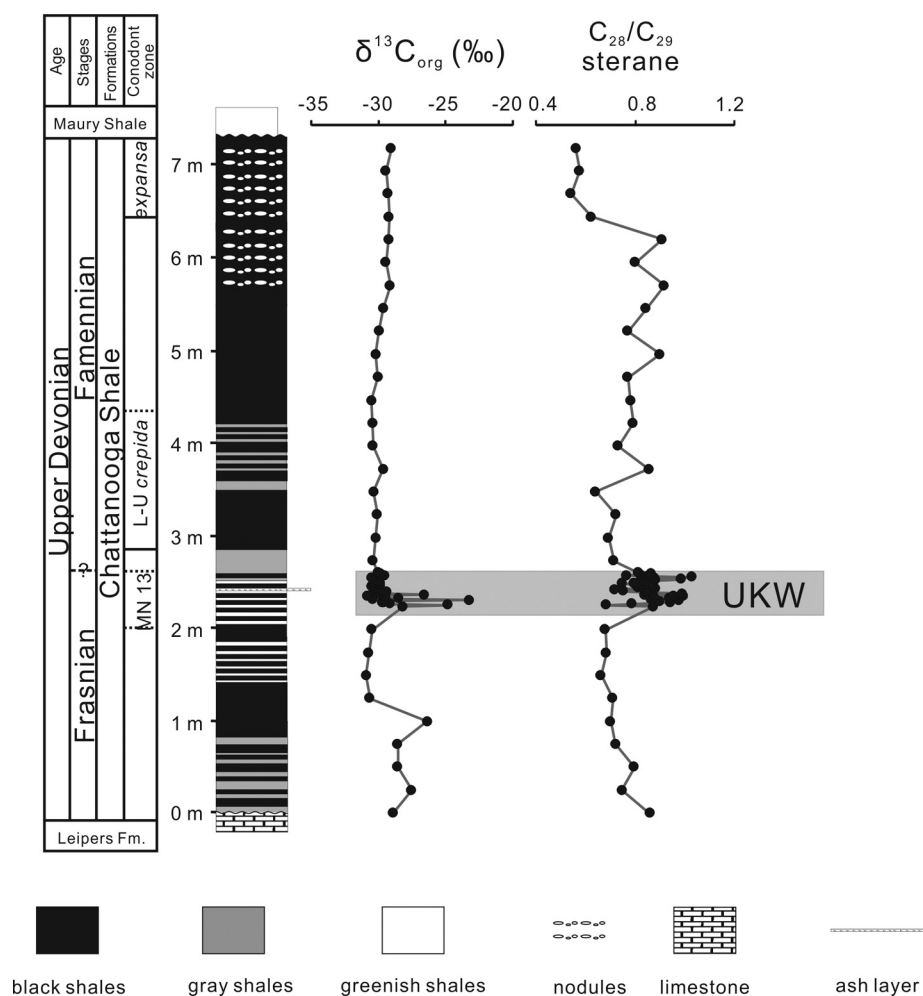 Age
Stages
Formations
Conodont
zone
δ¹³C org (‰)
C₂₈/C₂₉
sterane
-35 -30 -25 -20 0.4 0.8 1.2
Maury Shale
7 m
6 m
5 m
4 m
3 m
2 m
1 m
0 m
Upper Devonian
Famennian
?
Frasnian
Chattanooga Shale
expansa
L-U crepida
MN 13
UKW
Leipers Fm.
black shales
gray shales
greenish shales
nodules
limestone
ash layer